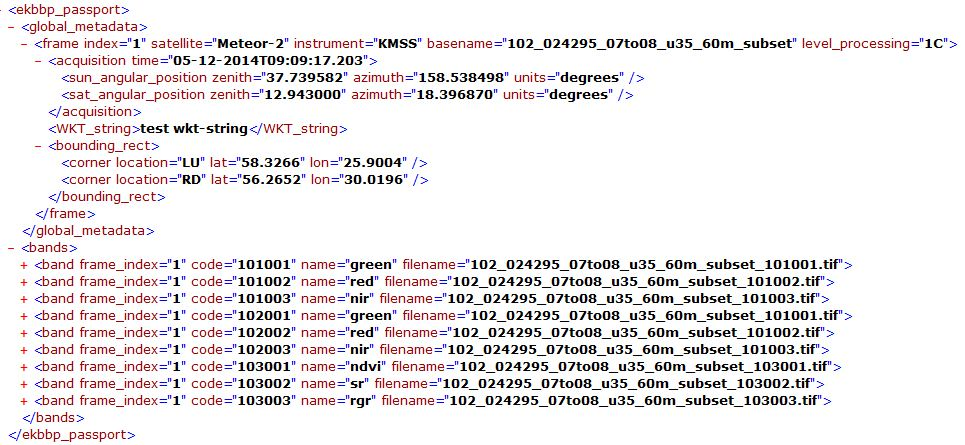 - <ekbbp_passport>
- <global_metadata>
- <frame index="1" satellite="Meteor-2" instrument="KMSS" basename="102_024295_07to08_u35_60m_subset" level_processing="1C">
- <acquisition time="05-12-2014T09:09:17.203">
<sun_angular_position zenith="37.739582" azimuth="158.538498" units="degrees" />
<sat_angular_position zenith="12.943000" azimuth="18.396870" units="degrees" />
</acquisition>
<WKT_string>test wkt-string</WKT_string>
- <bounding_rect>
<corner location="LU" lat="58.3266" lon="25.9004" />
<corner location="RD" lat="56.2652" lon="30.0196" />
</bounding_rect>
</frame>
</global_metadata>
- <bands>
+ <band frame_index="1" code="101001" name="green" filename="102_024295_07to08_u35_60m_subset_101001.tif">
+ <band frame_index="1" code="101002" name="red" filename="102_024295_07to08_u35_60m_subset_101002.tif">
+ <band frame_index="1" code="101003" name="nir" filename="102_024295_07to08_u35_60m_subset_101003.tif">
+ <band frame_index="1" code="102001" name="green" filename="102_024295_07to08_u35_60m_subset_101001.tif">
+ <band frame_index="1" code="102002" name="red" filename="102_024295_07to08_u35_60m_subset_101002.tif">
+ <band frame_index="1" code="102003" name="nir" filename="102_024295_07to08_u35_60m_subset_101003.tif">
+ <band frame_index="1" code="103001" name="ndvi" filename="102_024295_07to08_u35_60m_subset_103001.tif">
+ <band frame_index="1" code="103002" name="sr" filename="102_024295_07to08_u35_60m_subset_103002.tif">
+ <band frame_index="1" code="103003" name="rgr" filename="102_024295_07to08_u35_60m_subset_103003.tif">
</bands>
</ekbbp_passport>